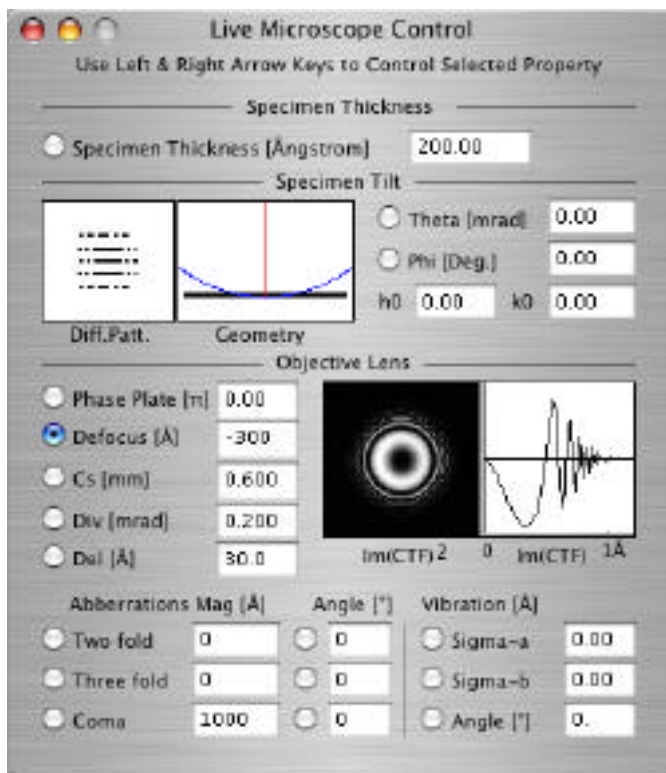 Live Microscope Control
Use Left & Right Arrow Keys to Control Selected Property
Specimen Thickness
Specimen Thickness [Ångstrom] 200.00
Specimen Tilt
Theta [mrad] 0.00
Phi [Deg.] 0.00
h0 0.00 k0 0.00
Diff.Patt. Geometry
Objective Lens
Phase Plate [π] 0.00
Defocus [Å] -300
Cs [mm] 0.600
Div [mrad] 0.200
Del [Å] 30.0
Im(CTF) 2 0 Im(CTF) 1Å
Abberrations Mag [Å] Angle [°] Vibration [Å]
Two fold 0 0 Sigma-a 0.00
Three fold 0 0 Sigma-b 0.00
Coma 1000 0 Angle [°] 0.